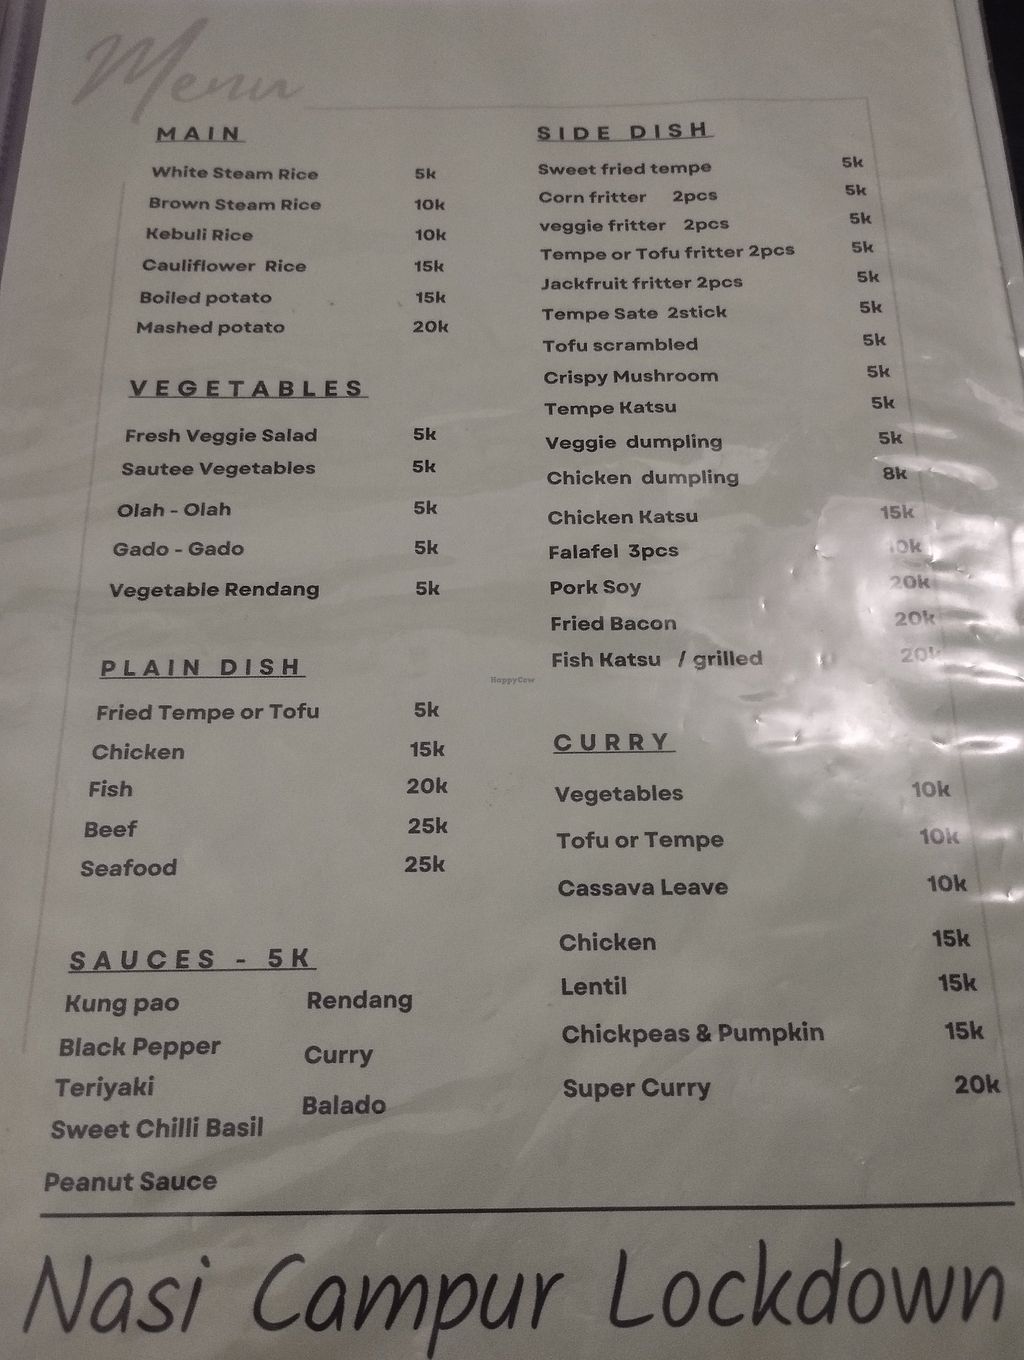 Menu
MAIN
White Steam Rice 5k
Brown Steam Rice 10k
Kebuli Rice 10k
Cauliflower Rice 15k
Boiled potato 15k
Mashed potato 20k
VEGETABLES
Fresh Veggie Salad 5k
Sautee Vegetables 5k
Olah - Olah 5k
Gado - Gado 5k
Vegetable Rendang 5k
PLAIN DISH
Fried Tempe or Tofu 5k
Chicken 15k
Fish 20k
Beef 25k
Seafood 25k
SAUCES - 5K
Kung pao Rendang
Black Pepper Curry
Teriyaki
Balado
Sweet Chilli Basil
Peanut Sauce
SIDE DISH
Sweet fried tempe 5k
Corn fritter 2pcs 5k
veggie fritter 2pcs 5k
Tempe or Tofu fritter 2pcs 5k
Jackfruit fritter 2pcs 5k
Tempe Sate 2stick 5k
Tofu scrambled 5k
Crispy Mushroom 5k
Tempe Katsu 5k
Veggie dumpling 5k
Chicken dumpling 8k
Chicken Katsu 15k
Falafel 3pcs
Pork Soy 20k
Fried Bacon 20k
Fish Katsu / grilled 20k
CURRY
Vegetables 10k
Tofu or Tempe 10k
Cassava Leave 10k
Chicken 15k
Lentil 15k
Chickpeas & Pumpkin 15k
Super Curry 20k
HappyCow
Nasi Campur Lockdown